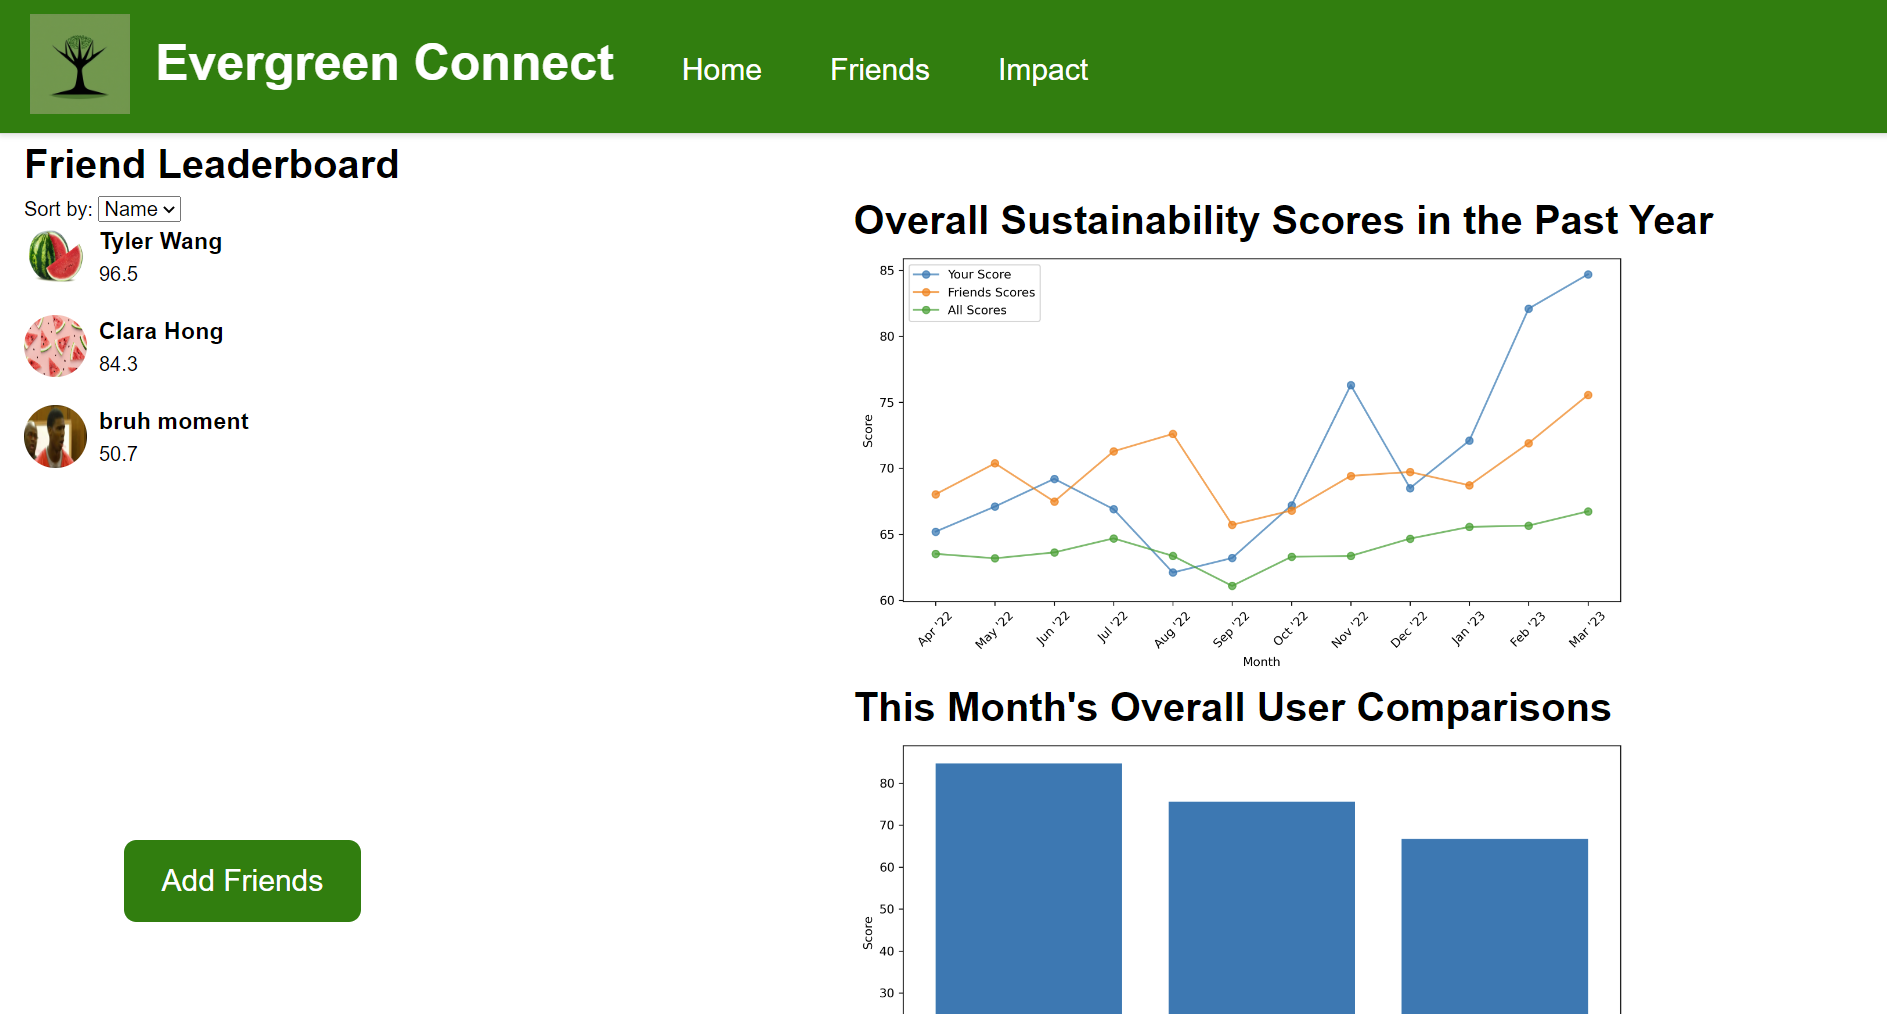 Evergreen Connect
Home
Friends
Impact
Friend Leaderboard
Sort by: Name
Tyler Wang
96.5
Clara Hong
84.3
bruh moment
50.7
Add Friends
Overall Sustainability Scores in the Past Year
Your Score
Friends Scores
All Scores
85
80
75
70
65
60
Score
Apr '22
May '22
Jun '22
Jul '22
Aug '22
Sep '22
Oct '22
Nov '22
Dec '22
Jan '23
Feb '23
Mar '23
Month
This Month's Overall User Comparisons
80
70
60
50
40
30
Score